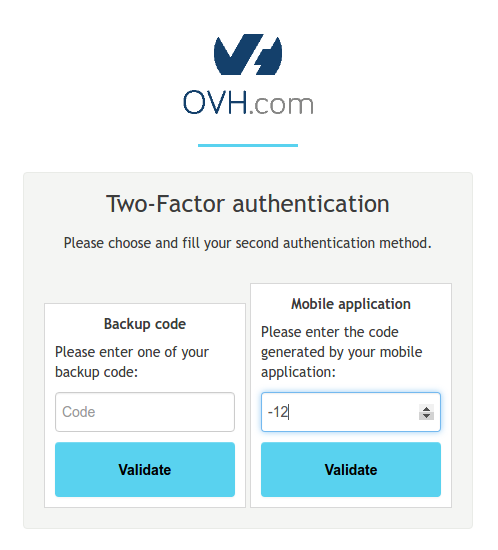 OVH.com
Two-Factor authentication
Please choose and fill your second authentication method.
Backup code
Please enter one of your
backup code:
Code
Validate
Mobile application
Please enter the code
generated by your mobile
application:
-12
Validate